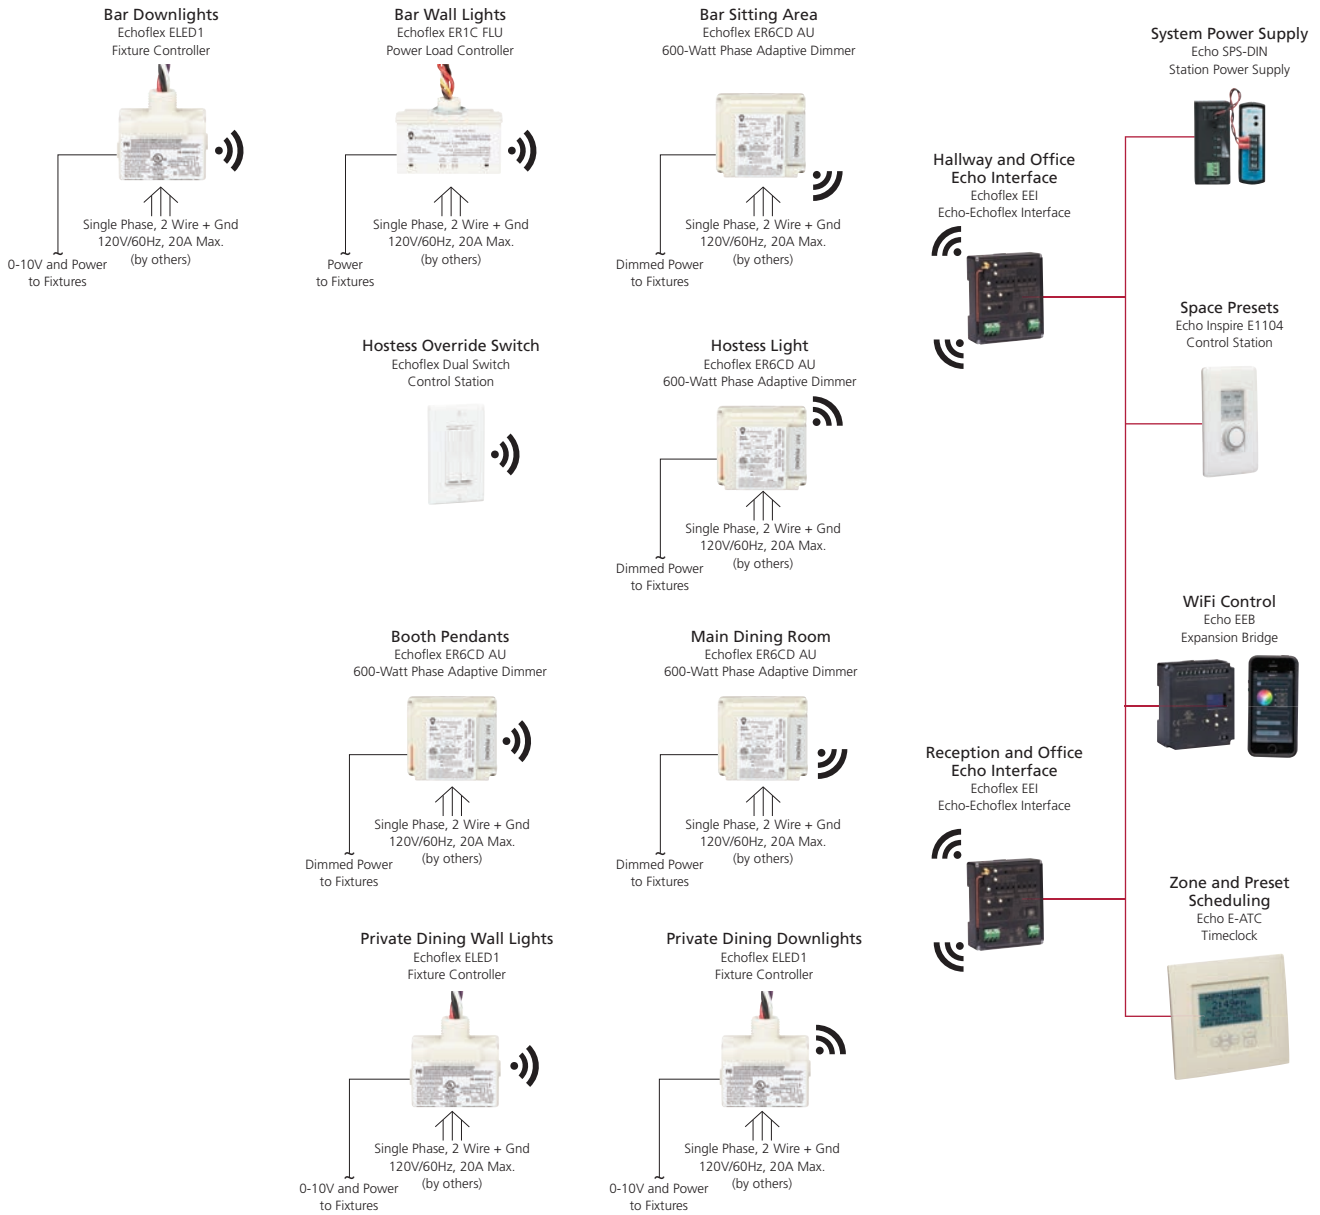 Bar Downlights
Echoflex ELED1
Fixture Controller
Single Phase, 2 Wire + Gnd
120V/60Hz, 20A Max.
(by others)
0-10V and Power
to Fixtures
Bar Wall Lights
Echoflex ER1C FLU
Power Load Controller
Single Phase, 2 Wire + Gnd
120V/60Hz, 20A Max.
(by others)
Power
to Fixtures
Bar Sitting Area
Echoflex ER6CD AU
600-Watt Phase Adaptive Dimmer
Single Phase, 2 Wire + Gnd
120V/60Hz, 20A Max.
(by others)
Dimmed Power
to Fixtures
Hostess Override Switch
Echoflex Dual Switch
Control Station
Hostess Light
Echoflex ER6CD AU
600-Watt Phase Adaptive Dimmer
Single Phase, 2 Wire + Gnd
120V/60Hz, 20A Max.
(by others)
Dimmed Power
to Fixtures
Booth Pendants
Echoflex ER6CD AU
600-Watt Phase Adaptive Dimmer
Single Phase, 2 Wire + Gnd
120V/60Hz, 20A Max.
(by others)
Dimmed Power
to Fixtures
Main Dining Room
Echoflex ER6CD AU
600-Watt Phase Adaptive Dimmer
Single Phase, 2 Wire + Gnd
120V/60Hz, 20A Max.
(by others)
Dimmed Power
to Fixtures
Private Dining Wall Lights
Echoflex ELED1
Fixture Controller
Single Phase, 2 Wire + Gnd
120V/60Hz, 20A Max.
(by others)
0-10V and Power
to Fixtures
Private Dining Downlights
Echoflex ELED1
Fixture Controller
Single Phase, 2 Wire + Gnd
120V/60Hz, 20A Max.
(by others)
0-10V and Power
to Fixtures
Hallway and Office
Echo Interface
Echoflex EEI
Echo-Echoflex Interface
Reception and Office
Echo Interface
Echoflex EEI
Echo-Echoflex Interface
System Power Supply
Echo SPS-DIN
Station Power Supply
Space Presets
Echo Inspire E1104
Control Station
WiFi Control
Echo EEB
Expansion Bridge
Zone and Preset
Scheduling
Echo E-ATC
Timeclock